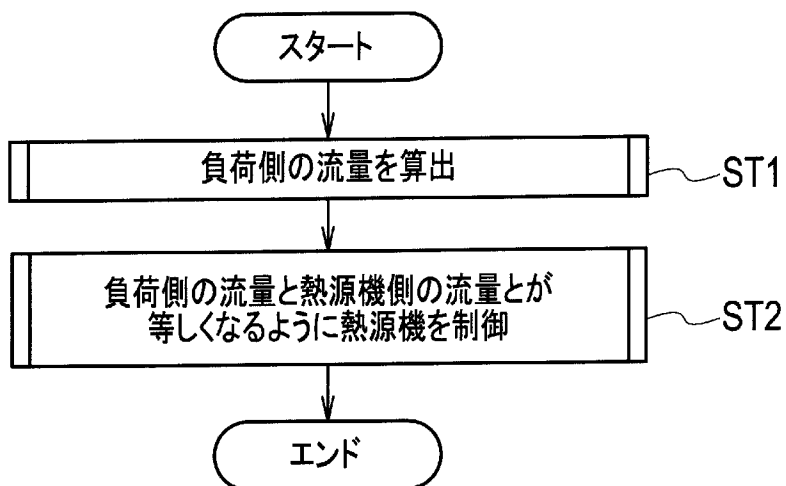 スタート
負荷側の流量を算出
ST1
負荷側の流量と熱源機側の流量とが
等しくなるように熱源機を制御
ST2
エンド